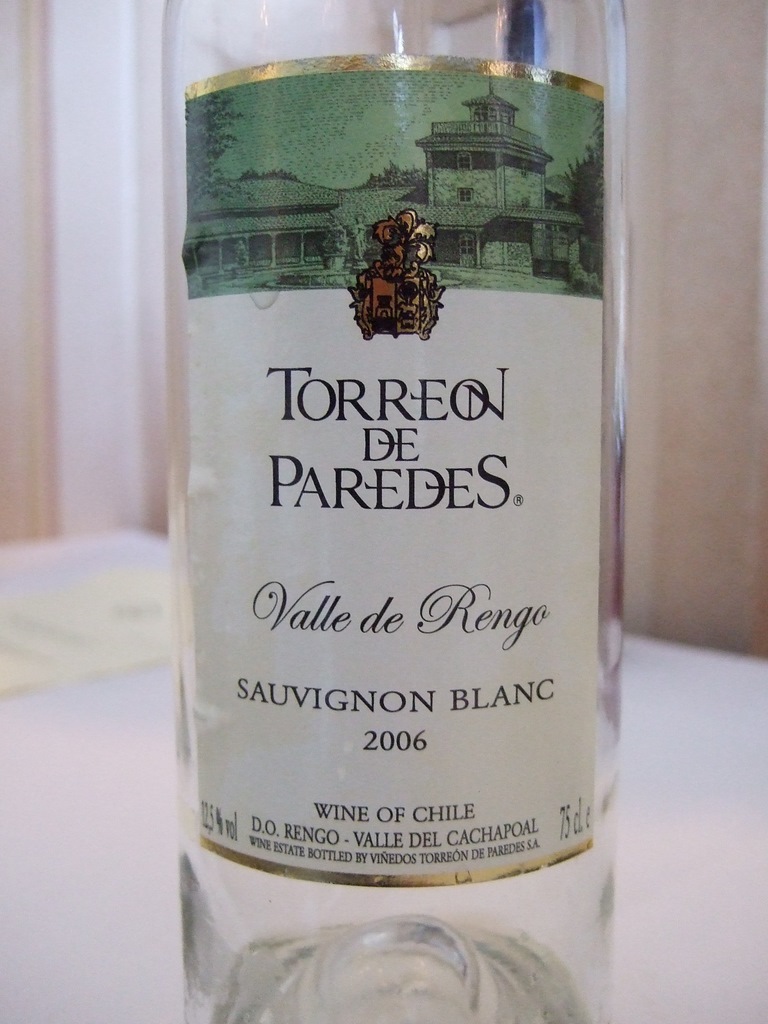 TORREON
DE
PAREDES®
Valle de Rengo
SAUVIGNON BLANC
2006
WINE OF CHILE
12,5 % vol
D.O. RENGO - VALLE DEL CACHAPOAL
75 cl. e
WINE ESTATE BOTTLED BY VIÑEDOS TORREÓN DE PAREDES S.A.